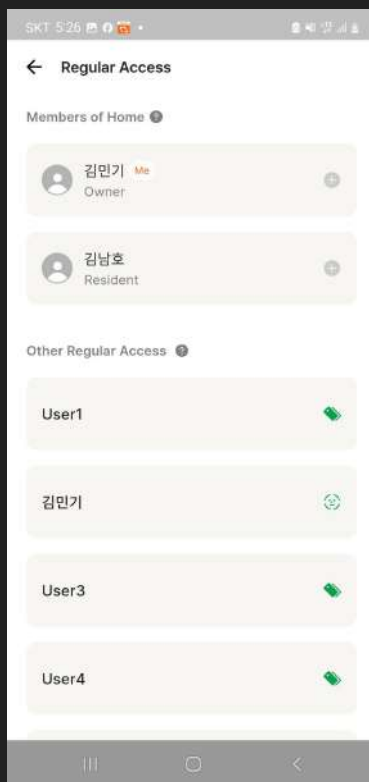 SKT 5:26
Regular Access
Members of Home
김민기 Me
Owner
김남호
Resident
Other Regular Access
User1
김민기
User3
User4